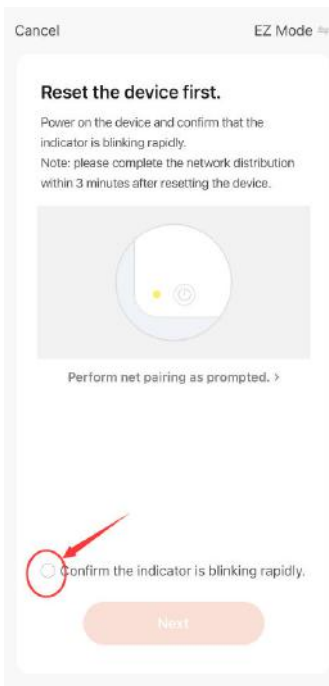 Cancel
EZ Mode
Reset the device first.
Power on the device and confirm that the
indicator is blinking rapidly.
Note: please complete the network distribution
within 3 minutes after resetting the device.
Perform net pairing as prompted. >
Confirm the indicator is blinking rapidly.
Next